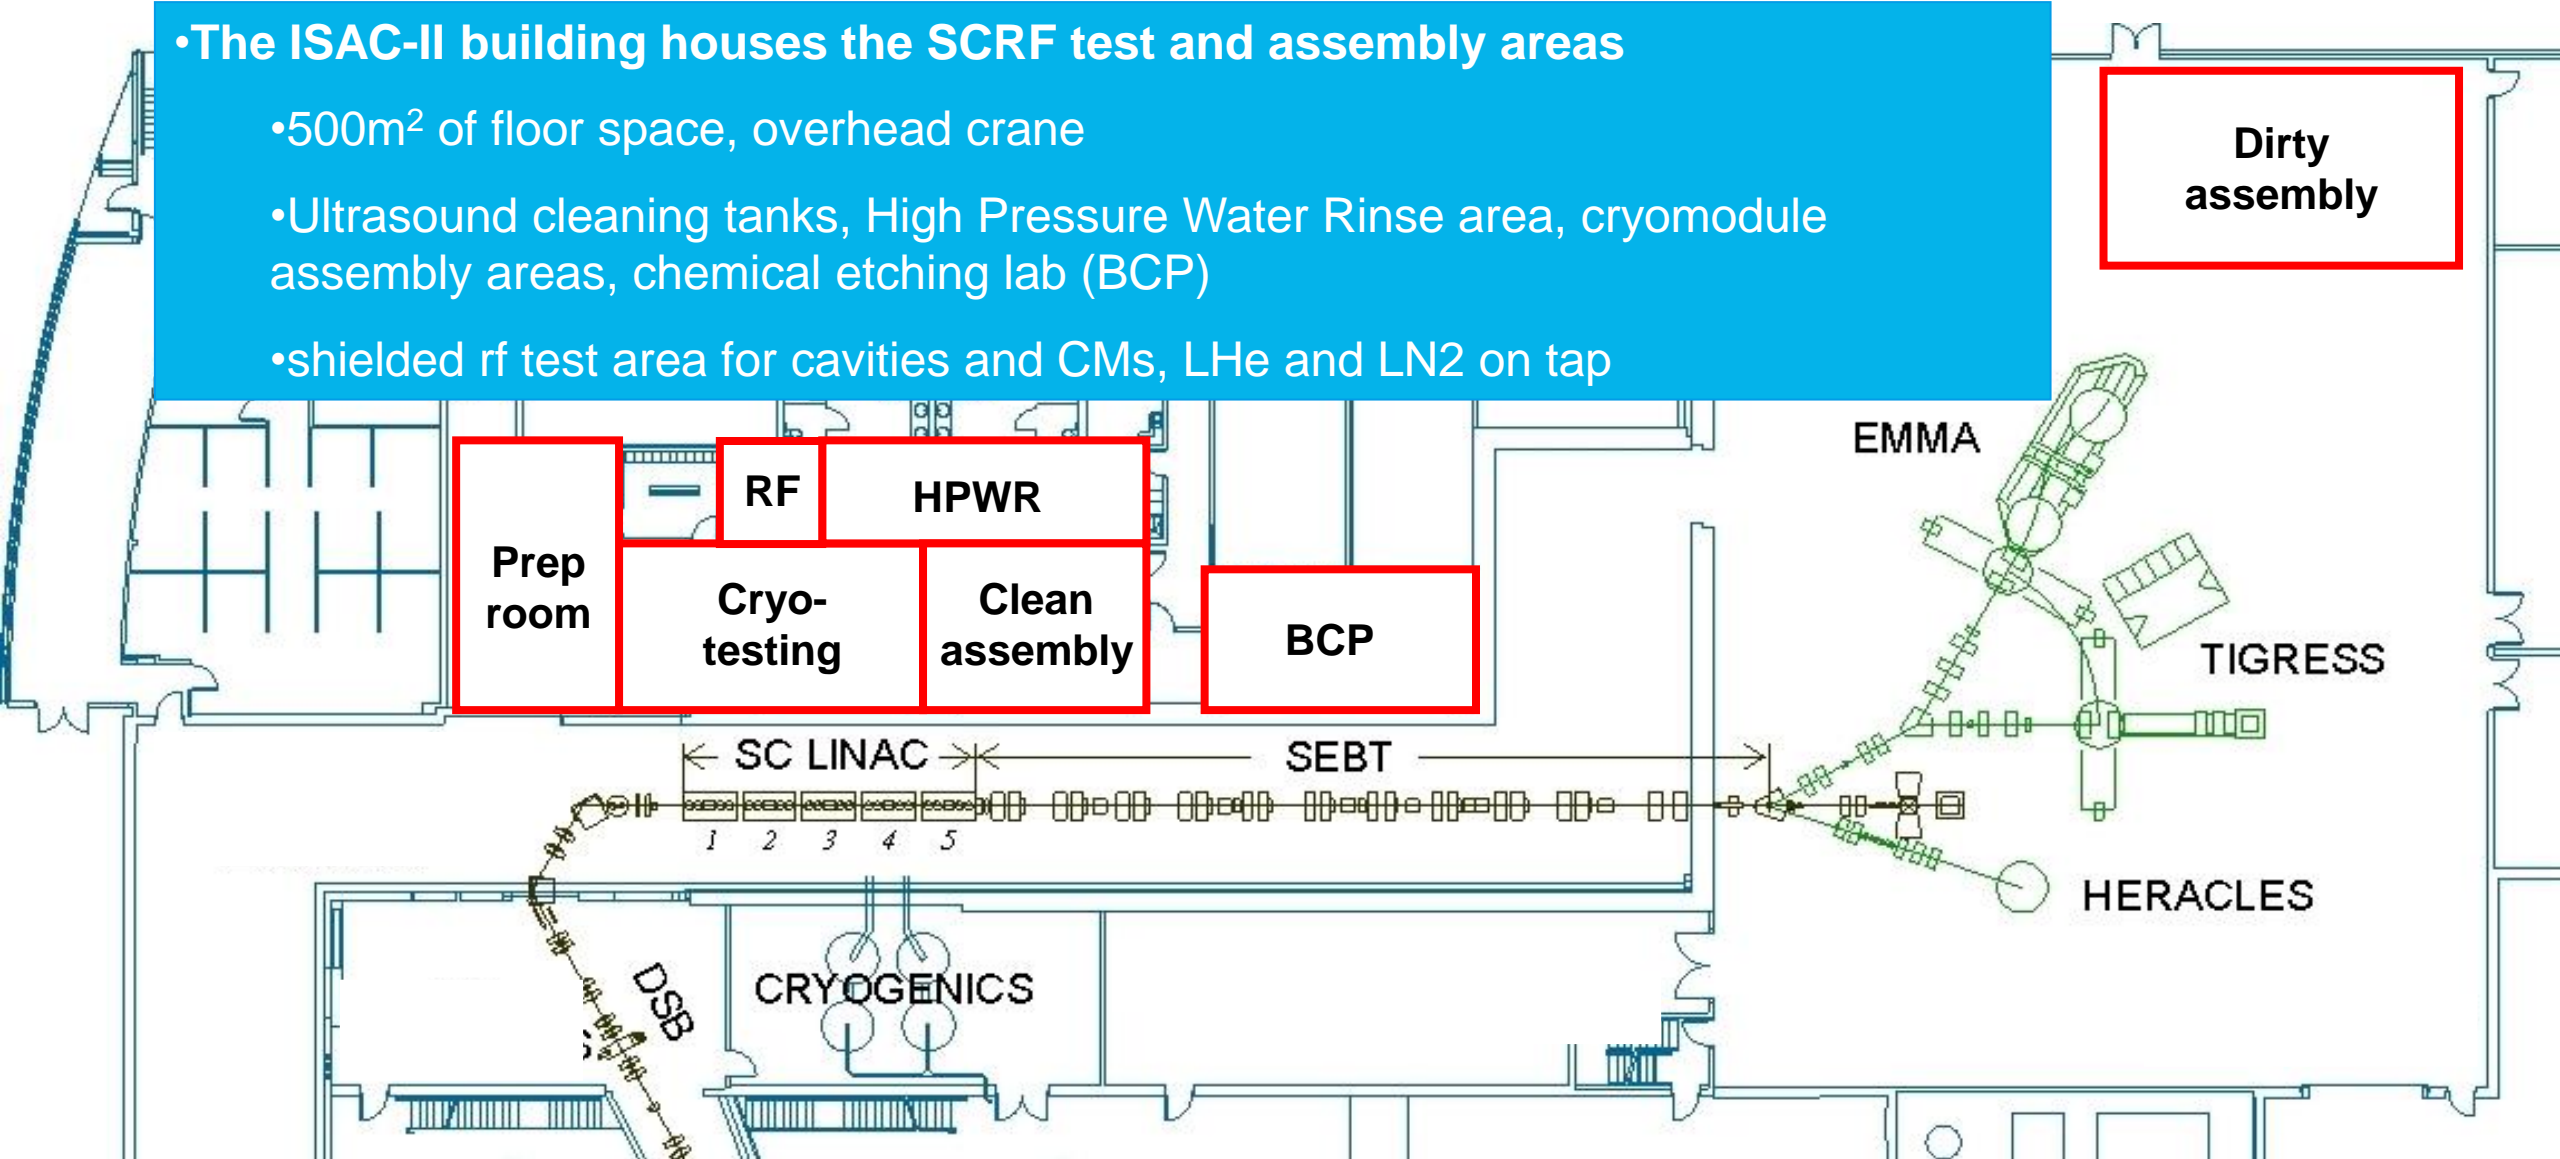 •The ISAC-II building houses the SCRF test and assembly areas
•500m² of floor space, overhead crane
•Ultrasound cleaning tanks, High Pressure Water Rinse area, cryomodule
assembly areas, chemical etching lab (BCP)
•shielded rf test area for cavities and CMs, LHe and LN2 on tap
Dirty
assembly
EMMA
RF
HPWR
Prep
room
Cryo-
testing
Clean
assembly
BCP
TIGRESS
SC LINAC
SEBT
1 2 3 4 5
HERACLES
DSB
CRYOGENICS